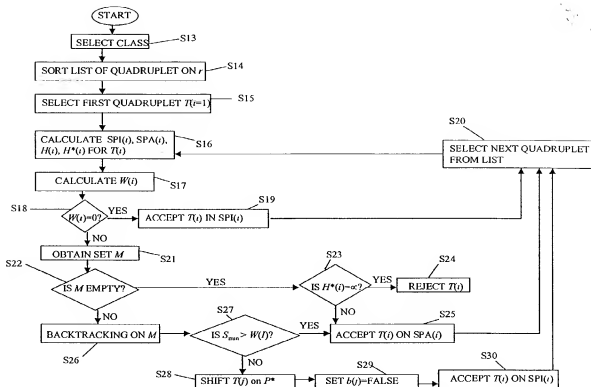 START
SELECT CLASS
S13
SORT LIST OF QUADRUPLET ON r
S14
SELECT FIRST QUADRUPLET T(i=1)
S15
CALCULATE SPI(i), SPA(i),
H(i), H*(i) FOR T(i)
S16
S20
SELECT NEXT QUADRUPLET
FROM LIST
CALCULATE W(i)
S17
S18
W(i)=0?
YES
S19
ACCEPT T(i) IN SPI(i)
NO
OBTAIN SET M
S21
S22
IS M EMPTY?
YES
S23
IS H*(i)=∝?
YES
S24
REJECT T(i)
NO
NO
BACKTRACKING ON M
S26
S27
IS Smin> W(I)?
YES
ACCEPT T(i) ON SPA(i)
S25
NO
S28
SHIFT T(j) on P*
S29
SET b(j)=FALSE
S30
ACCEPT T(i) ON SPI(i)